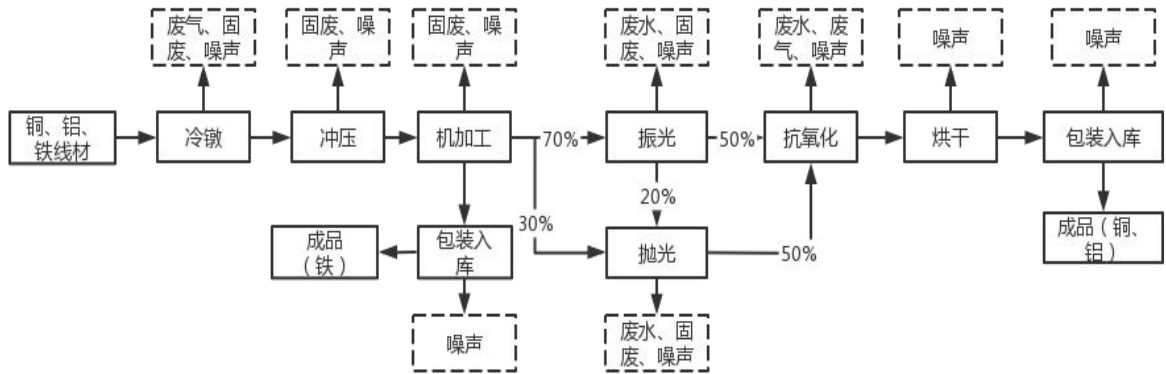 废气、固
废、噪声
固废、噪
声
固废、噪
声
废水、固
废、噪声
废水、废
气、噪声
噪声
噪声
铜、铝、
铁线材
冷镦
冲压
机加工
70%
振光
50%
抗氧化
烘干
包装入库
20%
30%
成品
（铁）
包装入
库
抛光
50%
成品（铜、
铝）
噪声
废水、固
废、噪声